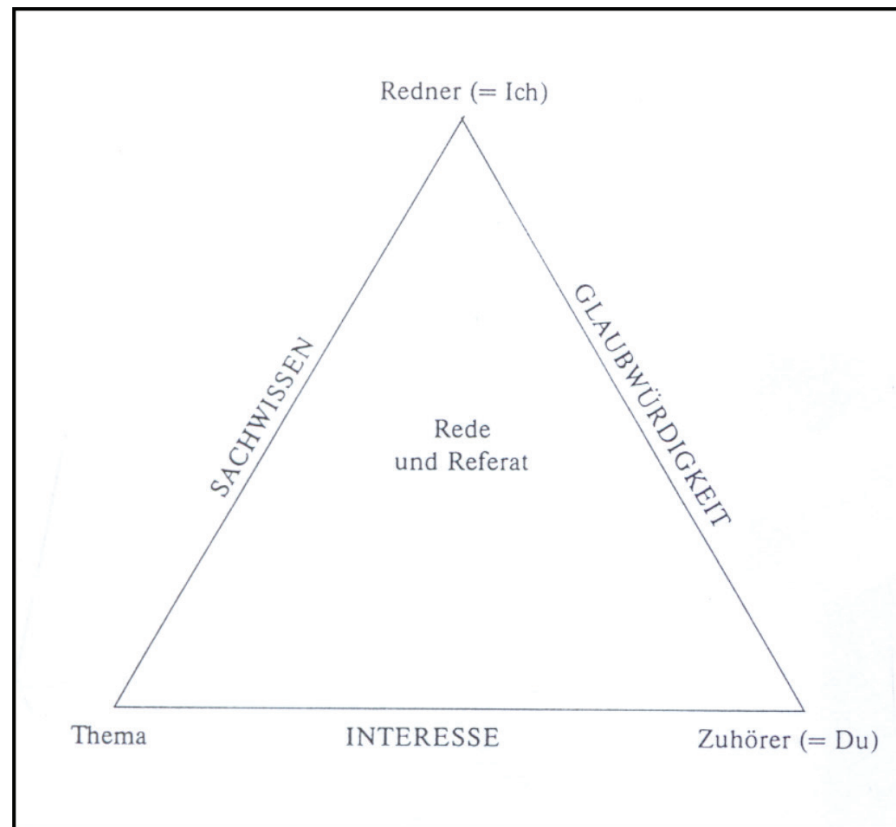 Redner (= Ich)
SACHWISSEN
GLAUBWÜRDIGKEIT
Rede
und Referat
Thema
INTERESSE
Zuhörer (= Du)